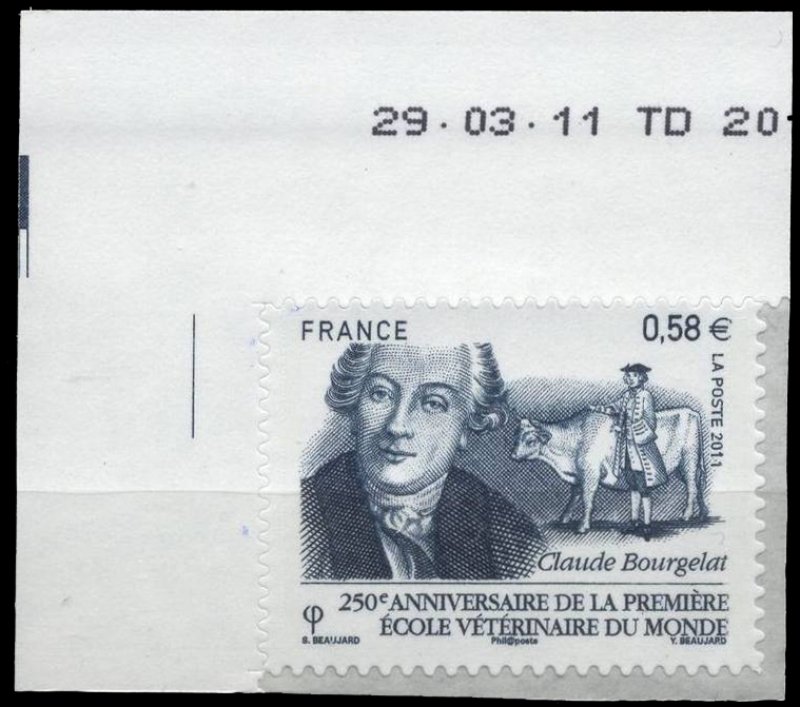 29·03·11 TD 20
FRANCE 0,58 €
LA POSTE 2011
Claude Bourgelat
250e ANNIVERSAIRE DE LA PREMIÈRE
ÉCOLE VÉTÉRINAIRE DU MONDE
S. BEAUJARD Phil@poste Y. BEAUJARD